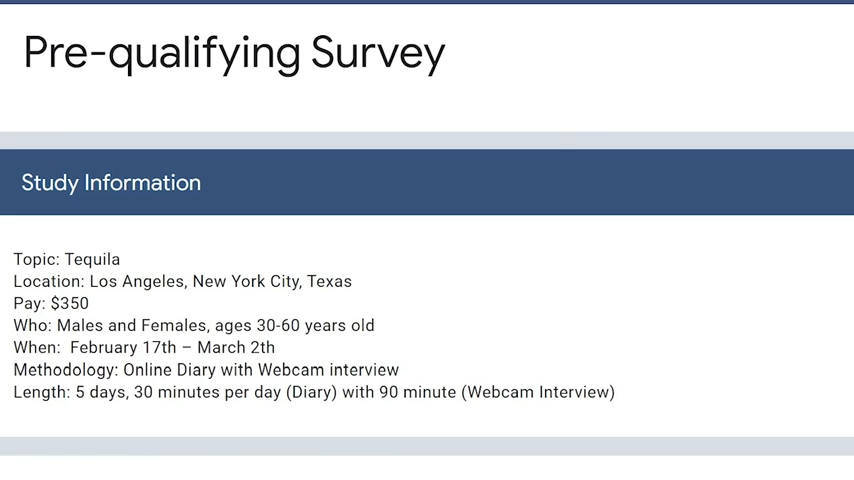 Pre-qualifying Survey
Study Information
Topic: Tequila
Location: Los Angeles, New York City, Texas
Pay: $350
Who: Males and Females, ages 30-60 years old
When:  February 17th – March 2th
Methodology: Online Diary with Webcam interview
Length: 5 days, 30 minutes per day (Diary) with 90 minute (Webcam Interview)